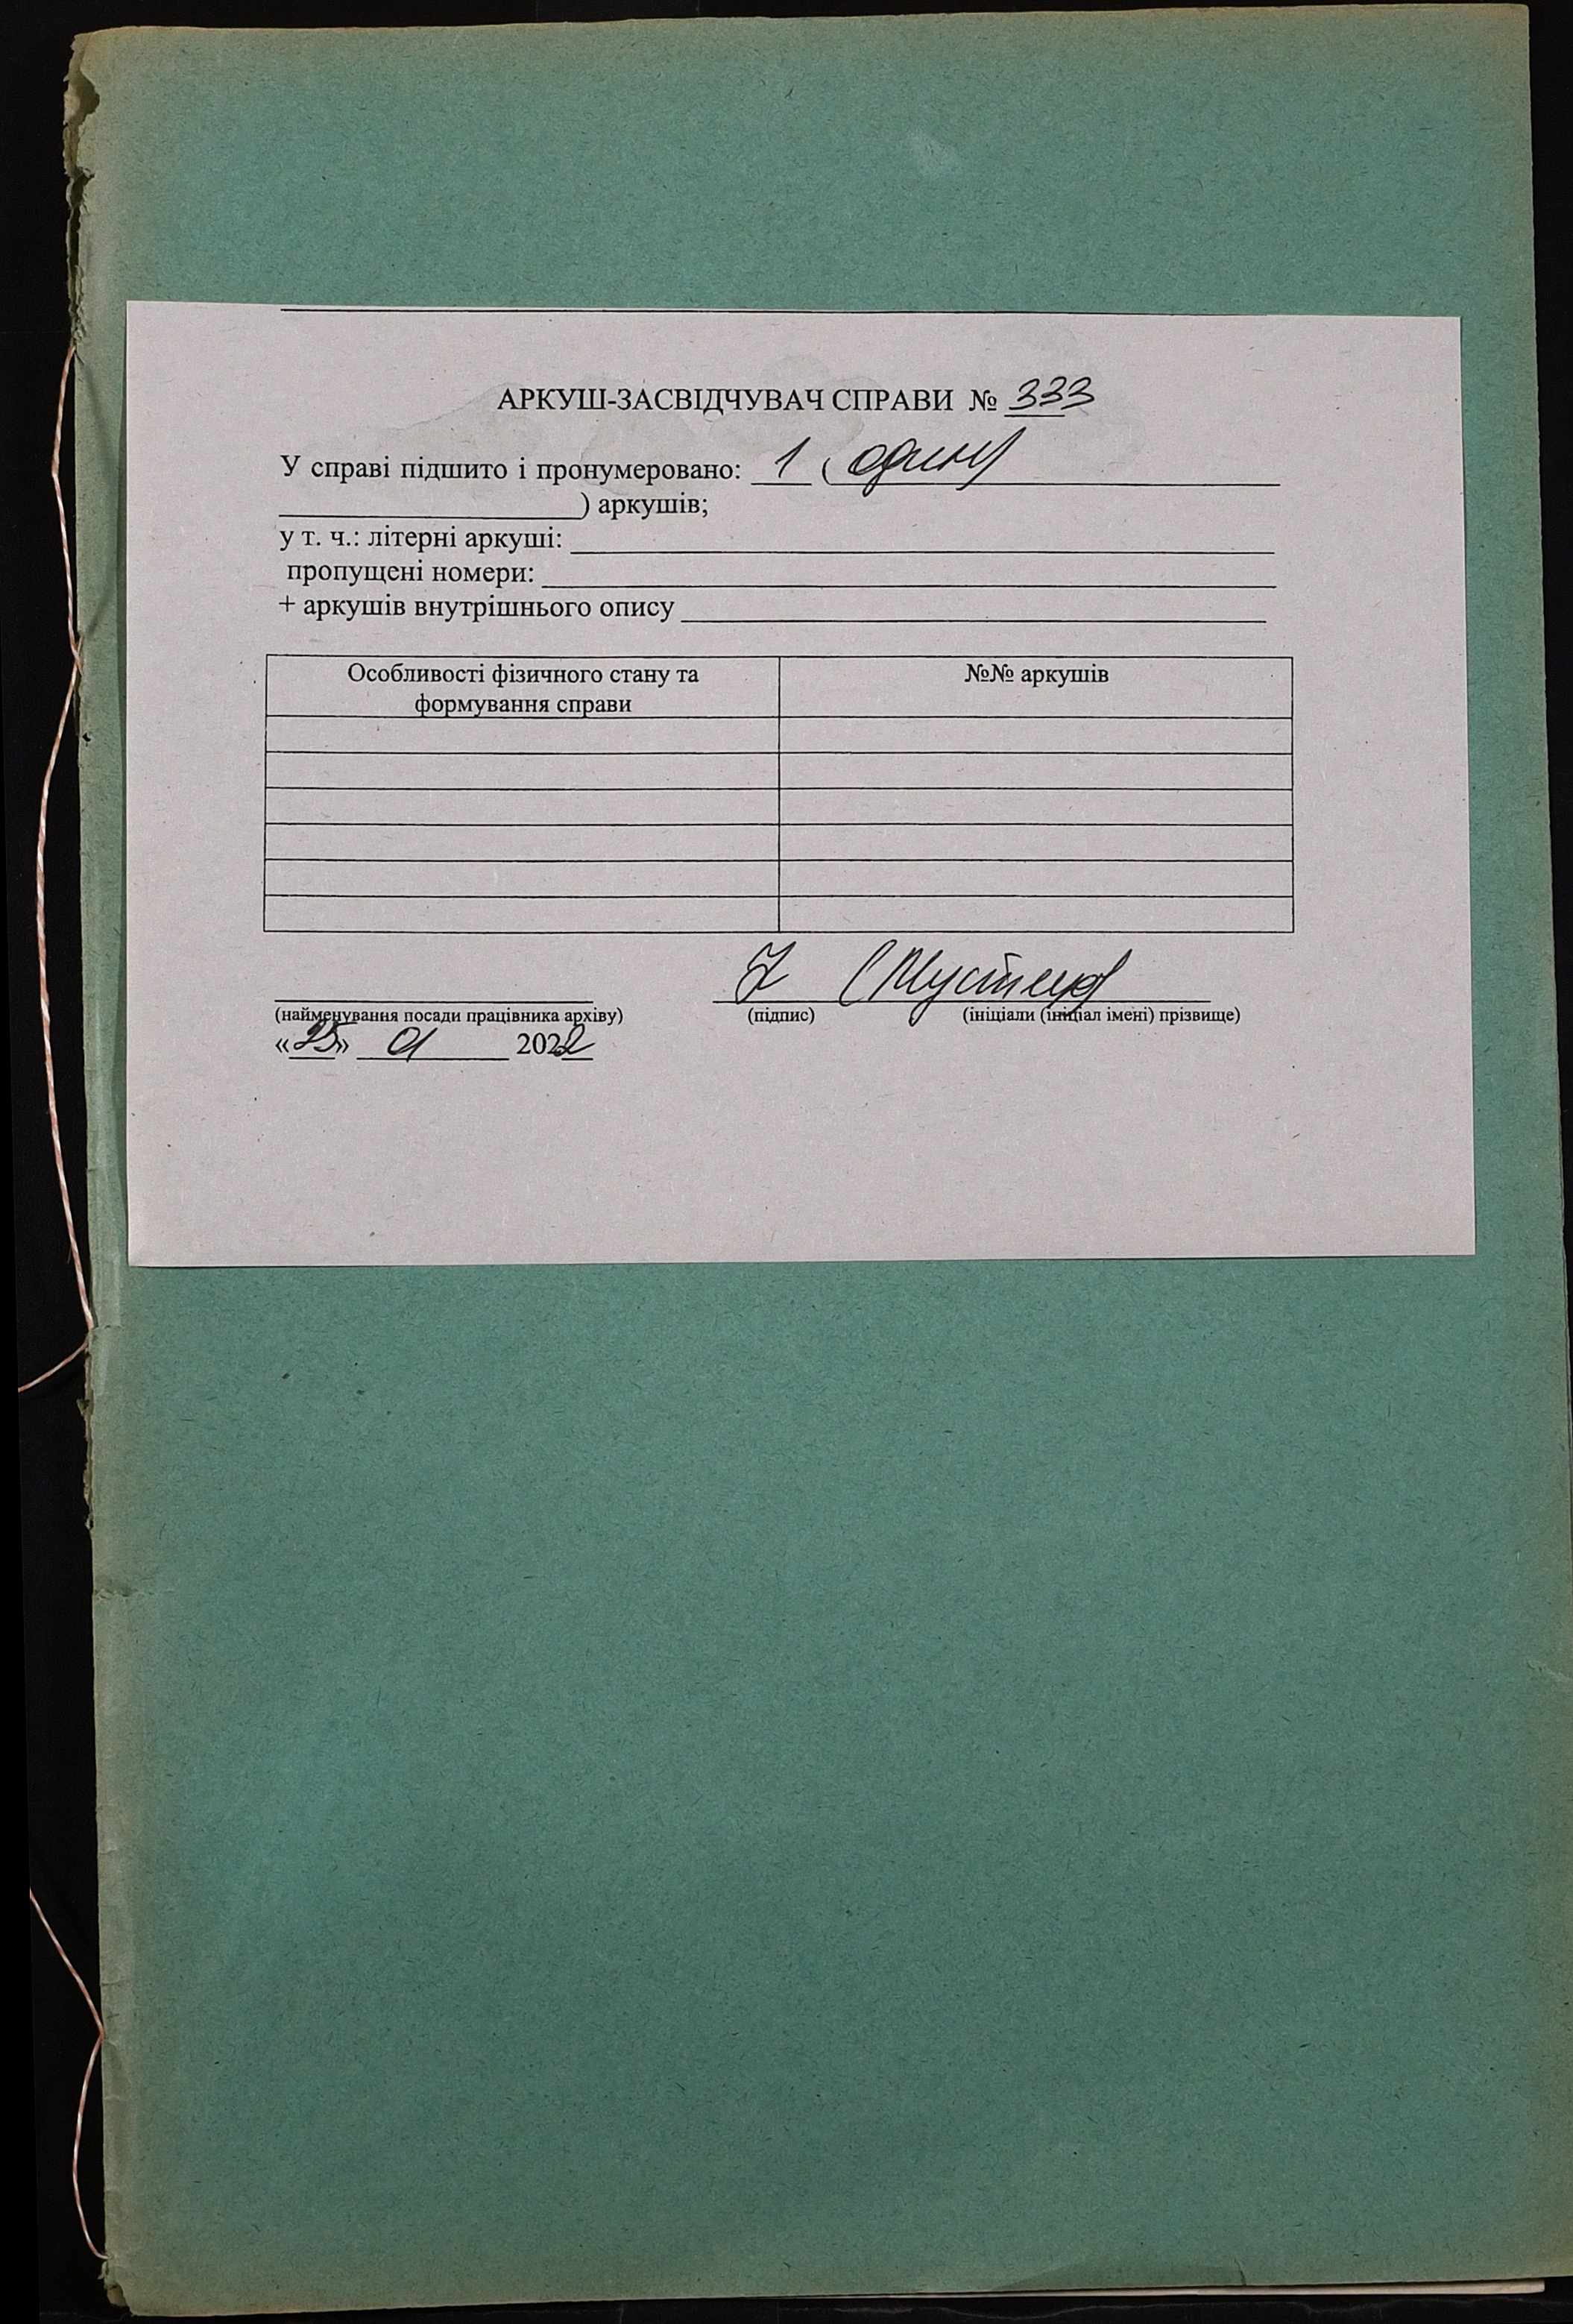 АРКУШ-ЗАСВІДЧУВАЧ СПРАВИ № 333
У справі підшито і пронумеровано: 1 ( один)
) аркушів;
у т. ч.: літерні аркуші:
пропущені номери:
+ аркушів внутрішнього опису
Особливості фізичного стану та
формування справи
№№ аркушів
(найменування посади працівника архіву) (підпис) (ініціали (ініціал імені) прізвище)
«25» 2022